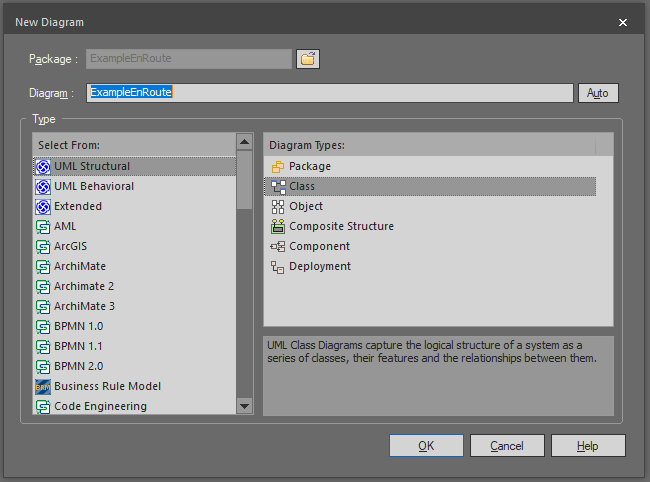 New Diagram
Package :
ExampleEnRoute
Diagram :
ExampleEnRoute
Auto
Type
Select From:
UML Structural
UML Behavioral
Extended
AML
ArcGIS
ArchiMate
Archimate 2
ArchiMate 3
BPMN 1.0
BPMN 1.1
BPMN 2.0
BRM
Business Rule Model
Code Engineering
Diagram Types:
Package
Class
Object
Composite Structure
Component
Deployment
UML Class Diagrams capture the logical structure of a system as a
series of classes, their features and the relationships between them.
OK
Cancel
Help